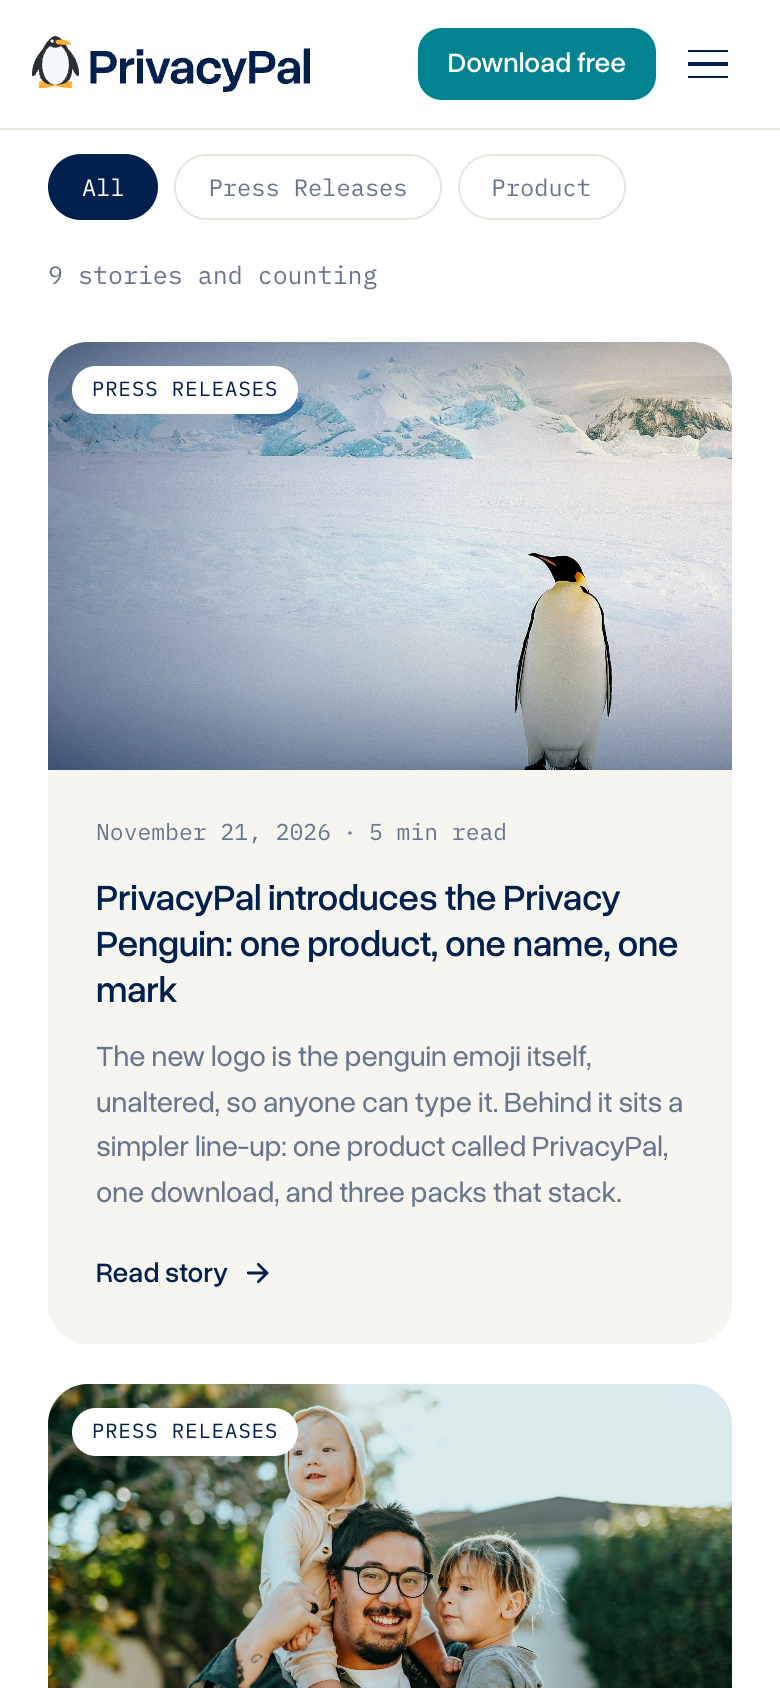 PrivacyPal
Download free
All
Press Releases
Product
9 stories and counting
PRESS RELEASES
November 21, 2026 · 5 min read
PrivacyPal introduces the Privacy
Penguin: one product, one name, one
mark
The new logo is the penguin emoji itself,
unaltered, so anyone can type it. Behind it sits a
simpler line-up: one product called PrivacyPal,
one download, and three packs that stack.
Read story →
PRESS RELEASES